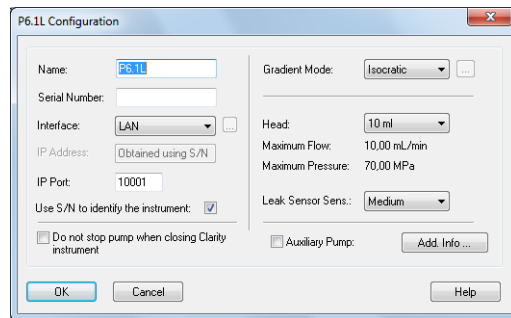 P6.1L Configuration
Name: P6.1L
Serial Number:
Interface: LAN ...
IP Address: Obtained using S/N
IP Port: 10001
Use S/N to identify the instrument:
Do not stop pump when closing Clarity
instrument
Gradient Mode: Isocratic ...
Head: 10 ml
Maximum Flow: 10,00 mL/min
Maximum Pressure: 70,00 MPa
Leak Sensor Sens.: Medium
Auxiliary Pump: Add. Info ...
OK Cancel Help